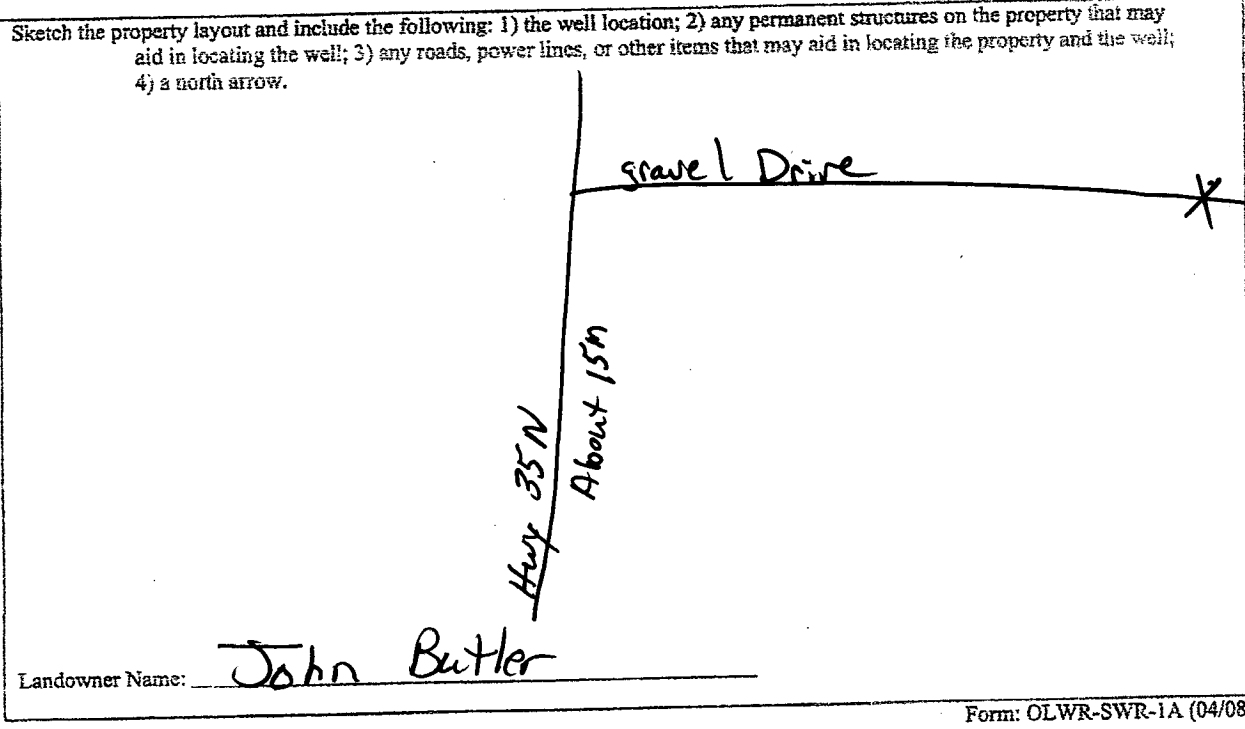 Sketch the property layout and include the following: 1) the well location; 2) any permanent structures on the property that may
aid in locating the well; 3) any roads, power lines, or other items that may aid in locating the property and the well;
4) a north arrow.
gravel Drive
X
About 15m
Hwy 35 N
Landowner Name: John Butler
Form: OLWR-SWR-1A (04/08